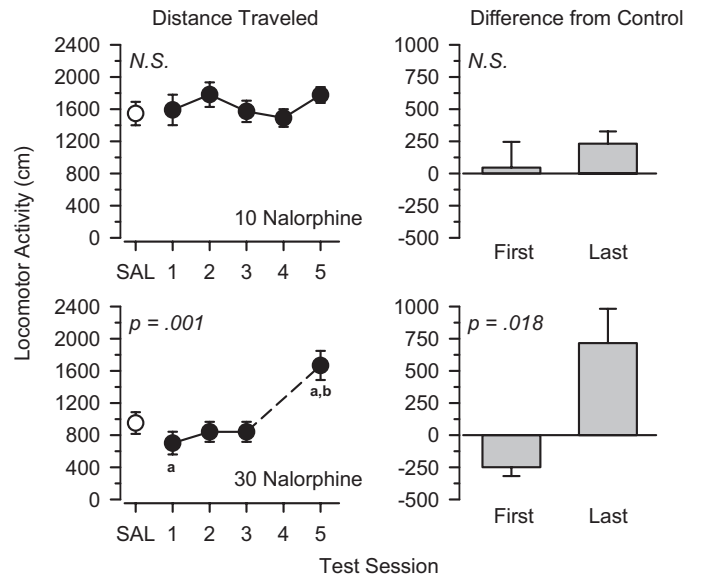 Distance Traveled
Difference from Control
Locomotor Activity (cm)
2400
2000
1600
1200
800
400
0
N.S.
10 Nalorphine
SAL 1 2 3 4 5
1000
750
500
250
0
-250
-500
N.S.
First Last
2400
2000
1600
1200
800
400
0
p = .001
a
a,b
30 Nalorphine
SAL 1 2 3 4 5
1000
750
500
250
0
-250
-500
p = .018
First Last
Test Session